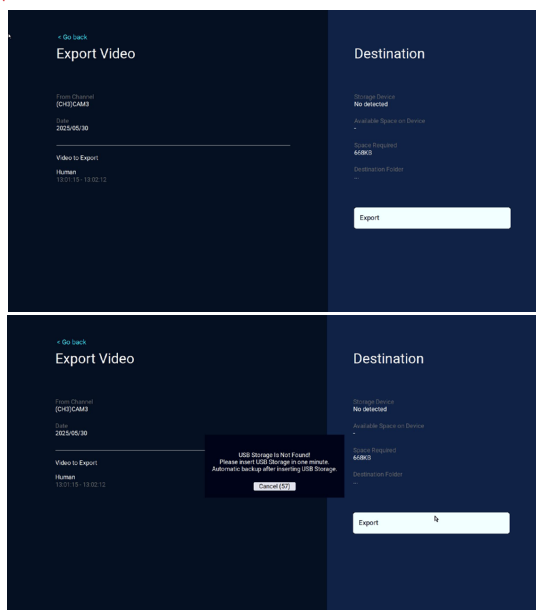 < Go back
Export Video
From Channel
(CH3)CAM3
Date
2025/05/30
Video to Export
Human
13:01:15 - 13:02:12
Destination
Storage Device
No detected
Available Space on Device
-
Space Required
668KB
Destination Folder
--
Export
< Go back
Export Video
From Channel
(CH3)CAM3
Date
2025/05/30
Video to Export
Human
13:01:15 - 13:02:12
USB Storage Is Not Found!
Please insert USB Storage in one minute.
Automatic backup after inserting USB Storage.
Cancel (57)
Destination
Storage Device
No detected
Available Space on Device
-
Space Required
668KB
Destination Folder
--
Export